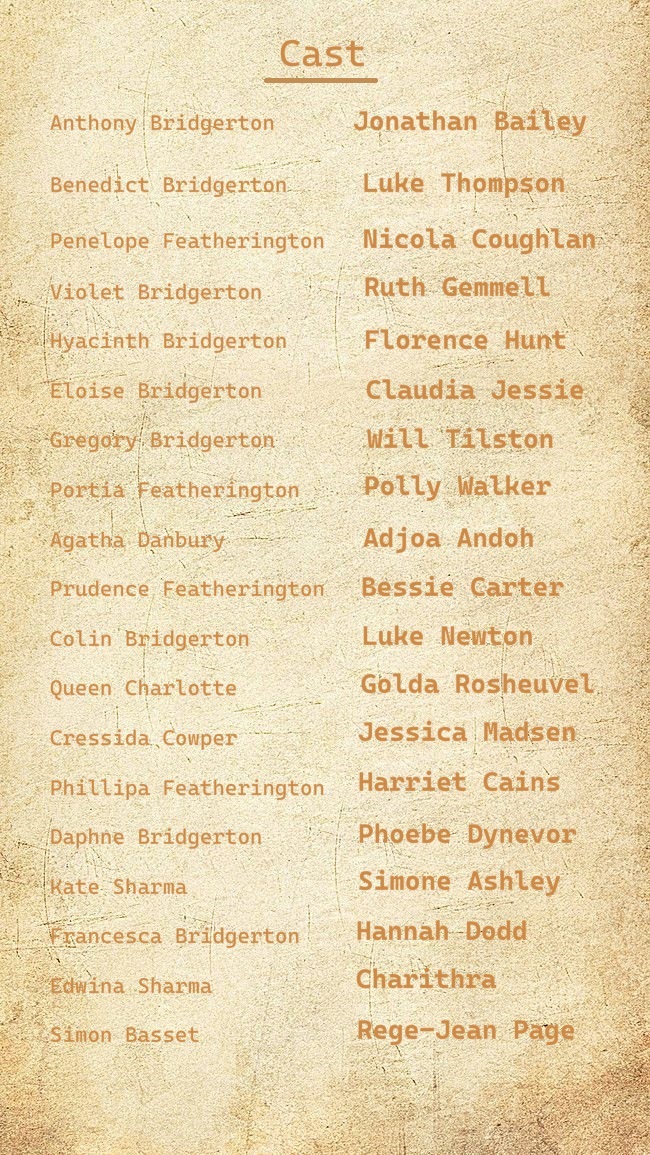 Cast
Anthony Bridgerton Jonathan Bailey
Benedict Bridgerton Luke Thompson
Penelope Featherington Nicola Coughlan
Violet Bridgerton Ruth Gemmell
Hyacinth Bridgerton Florence Hunt
Eloise Bridgerton Claudia Jessie
Gregory Bridgerton Will Tilston
Portia Featherington Polly Walker
Agatha Danbury Adjoa Andoh
Prudence Featherington Bessie Carter
Colin Bridgerton Luke Newton
Queen Charlotte Golda Rosheuvel
Cressida Cowper Jessica Madsen
Phillipa Featherington Harriet Cains
Daphne Bridgerton Phoebe Dynevor
Kate Sharma Simone Ashley
Francesca Bridgerton Hannah Dodd
Edwina Sharma Charithra
Simon Basset Rege-Jean Page